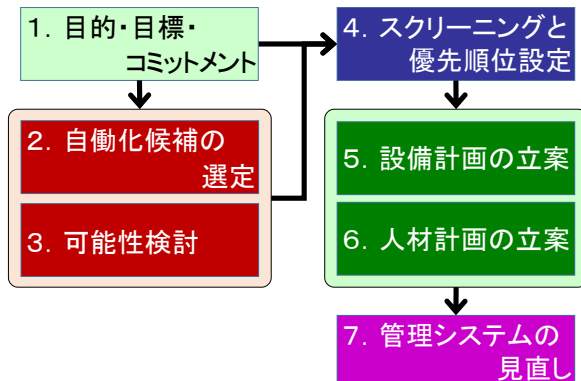 1. 目的・目標・
コミットメント
2. 自働化候補の
選定
3. 可能性検討
4. スクリーニングと
優先順位設定
5. 設備計画の立案
6. 人材計画の立案
7. 管理システムの
見直し